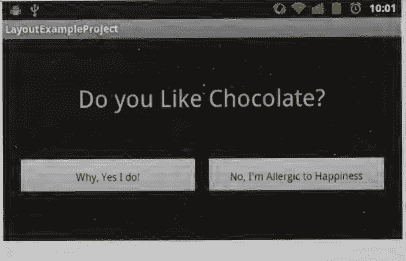 10:01
LayoutExampleProject
Do you Like Chocolate?
Why, Yes I do!
No, I'm Allergic to Happiness